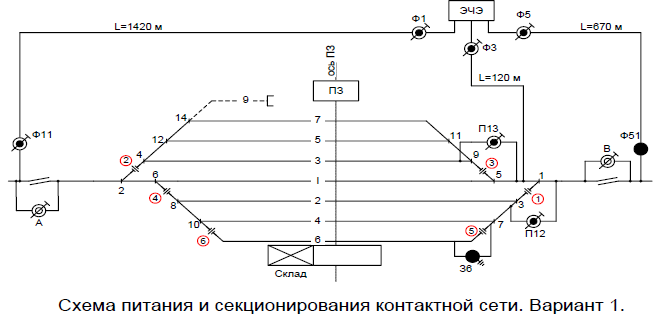 ЭЧЭ
Ф1 Ф5
L=1420 м L=670 м
Ф3
ось ПЗ
L=120 м
ПЗ
9
14 7 П13 Ф51
Ф11 12 5 11 В
② 4 3 9 ③
2 6 I 5 1
④ 8 2 3 ①
А 10 4 ⑤ 7 П12
⑥ 6
Склад З6
Схема питания и секционирования контактной сети. Вариант 1.